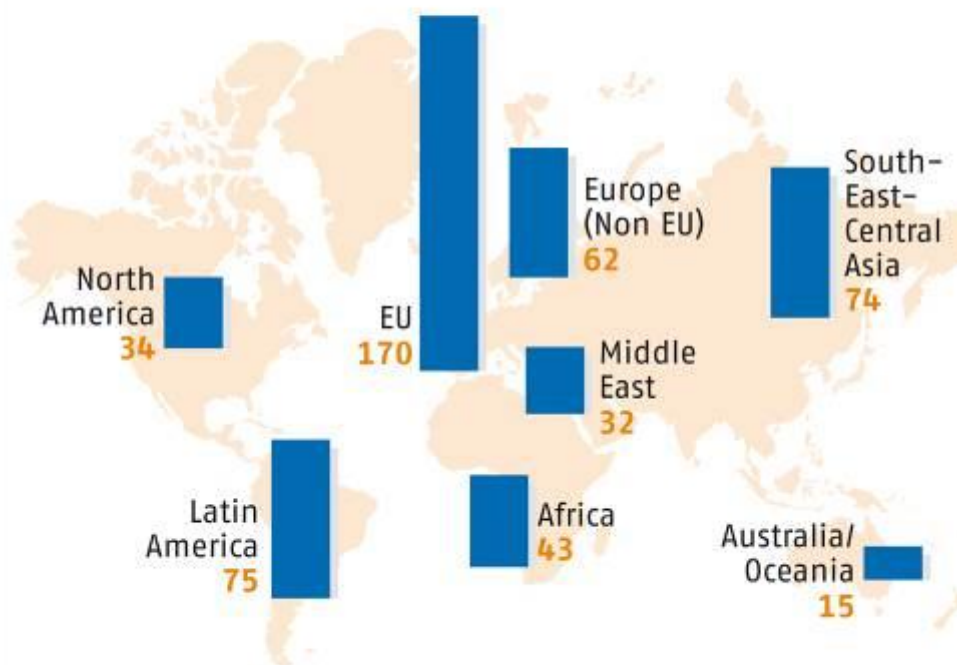 North
America
34
EU
170
Europe
(Non EU)
62
South-
East-
Central
Asia
74
Middle
East
32
Latin
America
75
Africa
43
Australia/
Oceania
15